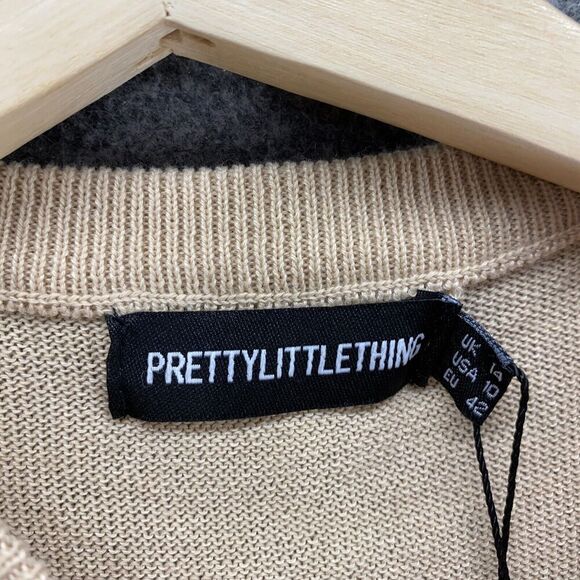 PRETTYLITTLETHING
UK 14
USA 10
EU 42